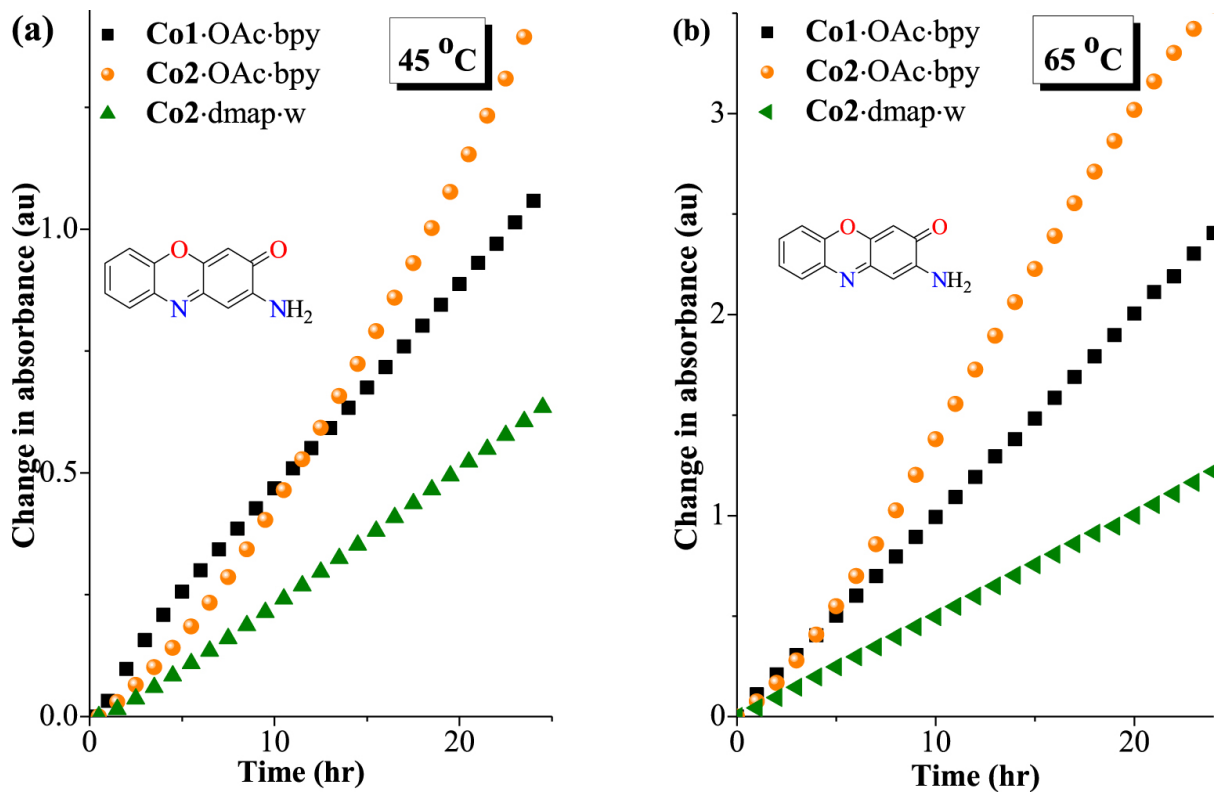 (a)
Co1·OAc·bpy
Co2·OAc·bpy
Co2·dmap·w
45 °C
1.0
0.5
0.0
0
10
20
Change in absorbance (au)
Time (hr)
O
O
N
NH₂
(b)
Co1·OAc·bpy
Co2·OAc·bpy
Co2·dmap·w
65 °C
3
2
1
0
0
10
20
Change in absorbance (au)
Time (hr)
O
O
N
NH₂